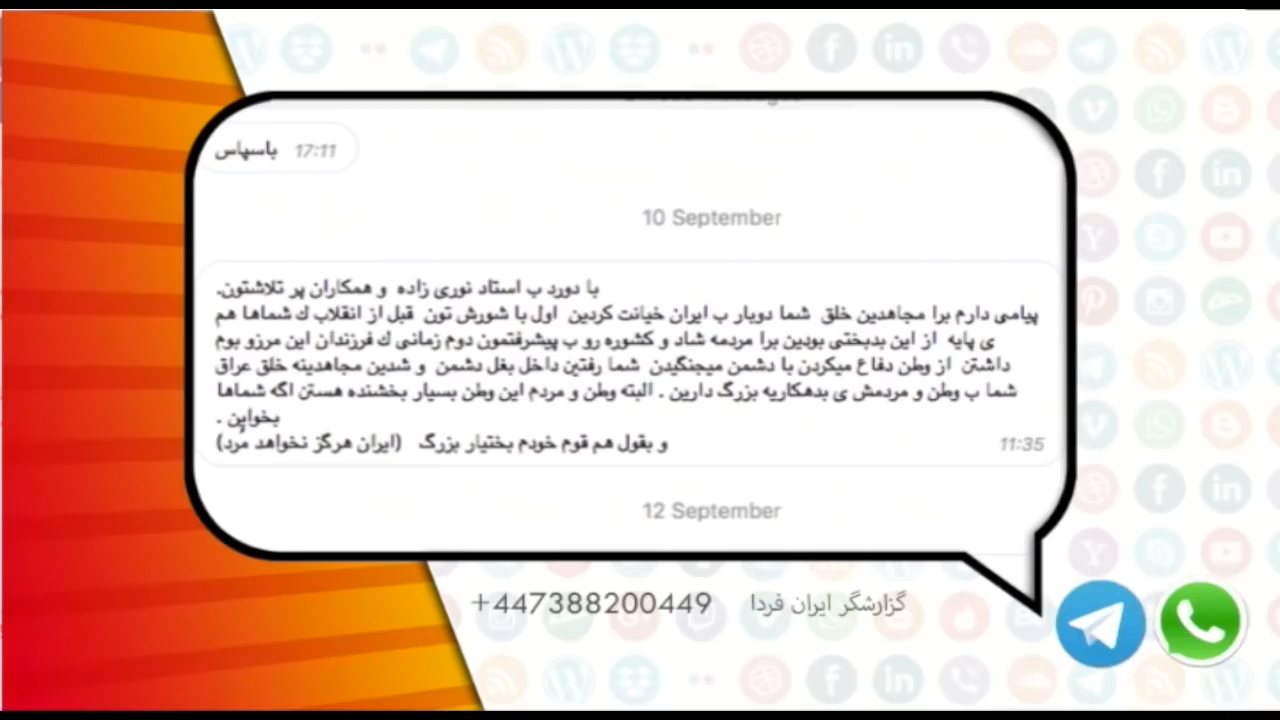 باسپاس 17:11
10 September
با دورد ب استاد نوری زاده و همکاران پر تلاشتون.
پیامی دارم برا مجاهدین خلق شما دوبار ب ایران خیانت کردین اول با شورش تون قبل از انقلاب ك شماها هم
ی پایه از این بدبختی بودین برا مردمه شاد و کشوره رو ب پیشرفتمون دوم زمانی ك فرزندان این مرزو بوم
داشتن از وطن دفاع میکردن با دشمن میجنگیدن شما رفتین داخل بغل دشمن و شدین مجاهدینه خلق عراق
شما ب وطن و مردمش ی بدهکاریه بزرگ دارین . البته وطن و مردم این وطن بسیار بخشنده هستن اگه شماها
بخواین .
و بقول هم قوم خودم بختیار بزرگ (ایران هرگز نخواهد مُرد) 11:35
12 September
گزارشگر ایران فردا +447388200449